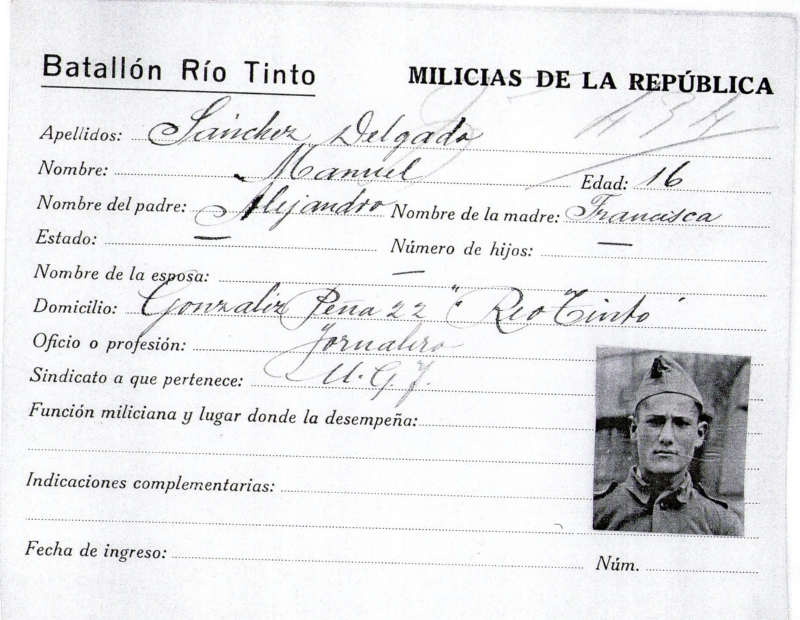 Batallón Río Tinto MILICIAS DE LA REPÚBLICA
434
Apellidos: Sánchez Delgado
Nombre: Manuel Edad: 16
Nombre del padre: Alejandro Nombre de la madre: Francisca
Estado: — Número de hijos: —
Nombre de la esposa: —
Domicilio: Gonzalez Peña 22 "Rio Tinto"
Oficio o profesión: Jornalero
Sindicato a que pertenece: U.G.T.
Función miliciana y lugar donde la desempeña:
Indicaciones complementarias:
Fecha de ingreso: Núm.